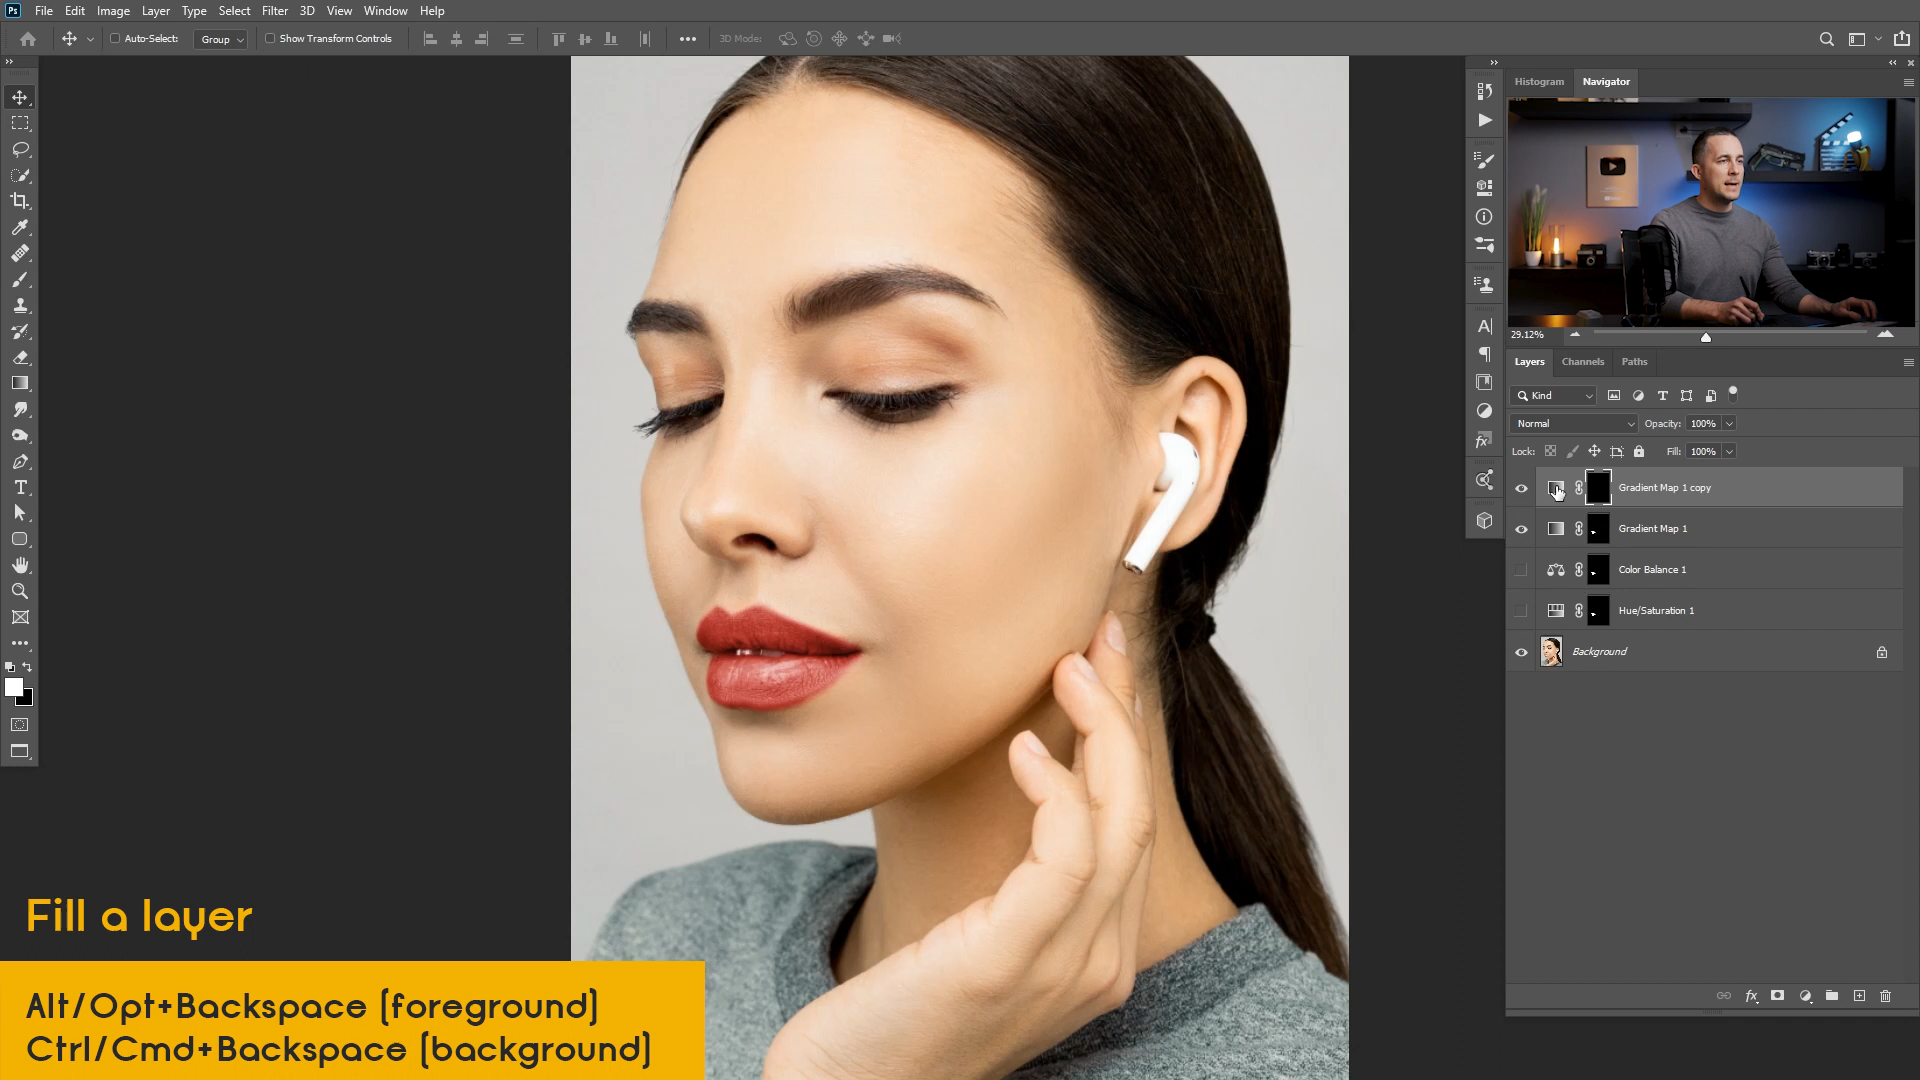 Ps File Edit Image Layer Type Select Filter 3D View Window Help
Auto-Select: Group Show Transform Controls 3D Mode:
Histogram Navigator
29.12%
Layers Channels Paths
Kind
Normal Opacity: 100%
Lock: Fill: 100%
Gradient Map 1 copy
Gradient Map 1
Color Balance 1
Hue/Saturation 1
Background
Fill a layer
Alt/Opt+Backspace (foreground)
Ctrl/Cmd+Backspace (background)